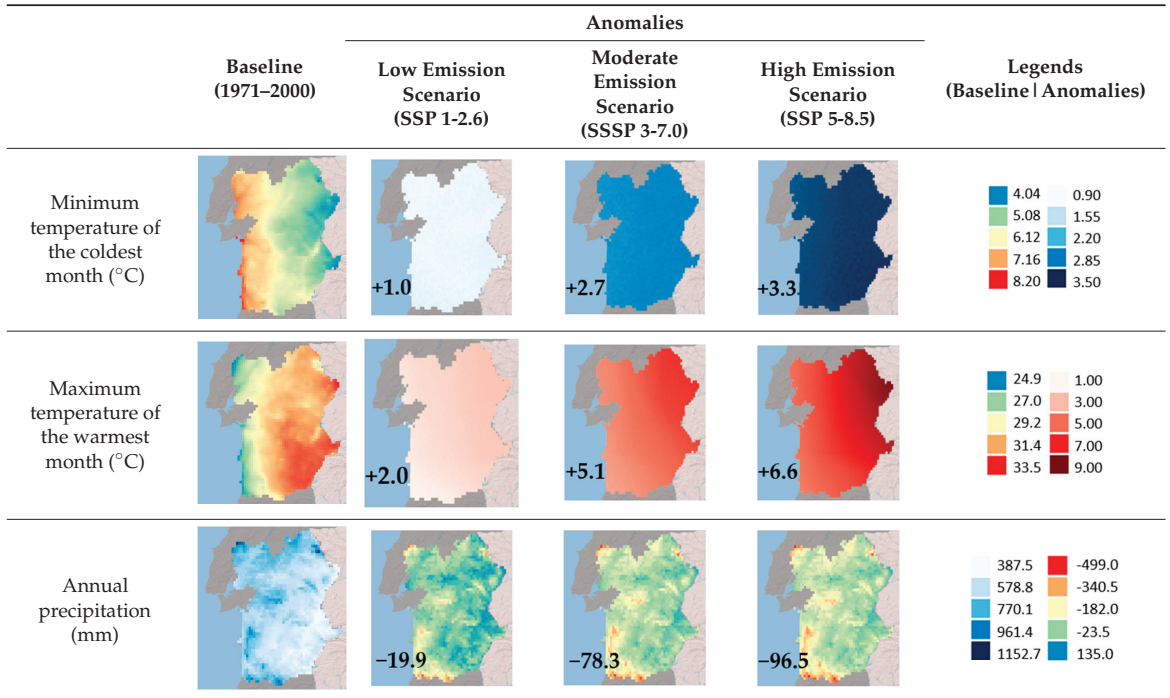 Anomalies
Baseline
(1971–2000)
Low Emission
Scenario
(SSP 1-2.6)
Moderate
Emission
Scenario
(SSSP 3-7.0)
High Emission
Scenario
(SSP 5-8.5)
Legends
(Baseline|Anomalies)
Minimum
temperature of
the coldest
month (°C)
+1.0
+2.7
+3.3
4.04 0.90
5.08 1.55
6.12 2.20
7.16 2.85
8.20 3.50
Maximum
temperature of
the warmest
month (°C)
+2.0
+5.1
+6.6
24.9 1.00
27.0 3.00
29.2 5.00
31.4 7.00
33.5 9.00
Annual
precipitation
(mm)
−19.9
−78.3
−96.5
387.5 -499.0
578.8 -340.5
770.1 -182.0
961.4 -23.5
1152.7 135.0